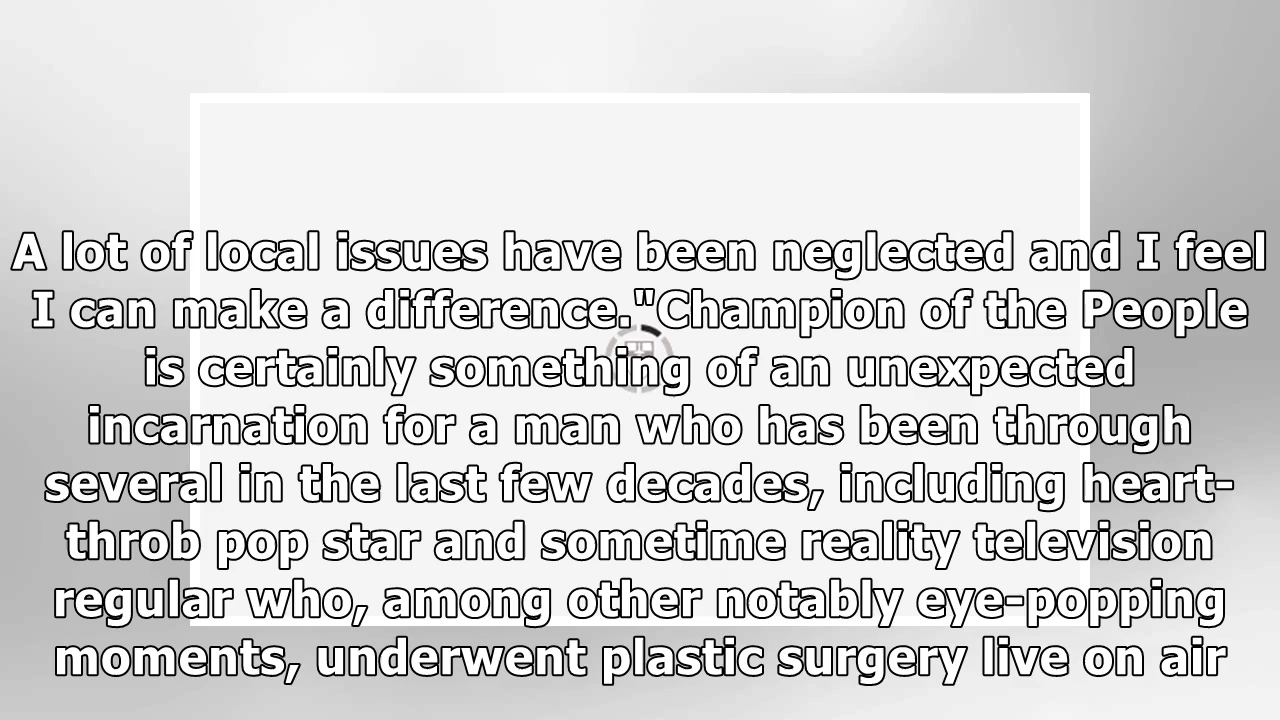 A lot of local issues have been neglected and I feel
I can make a difference."Champion of the People
is certainly something of an unexpected
incarnation for a man who has been through
several in the last few decades, including heart-
throb pop star and sometime reality television
regular who, among other notably eye-popping
moments, underwent plastic surgery live on air